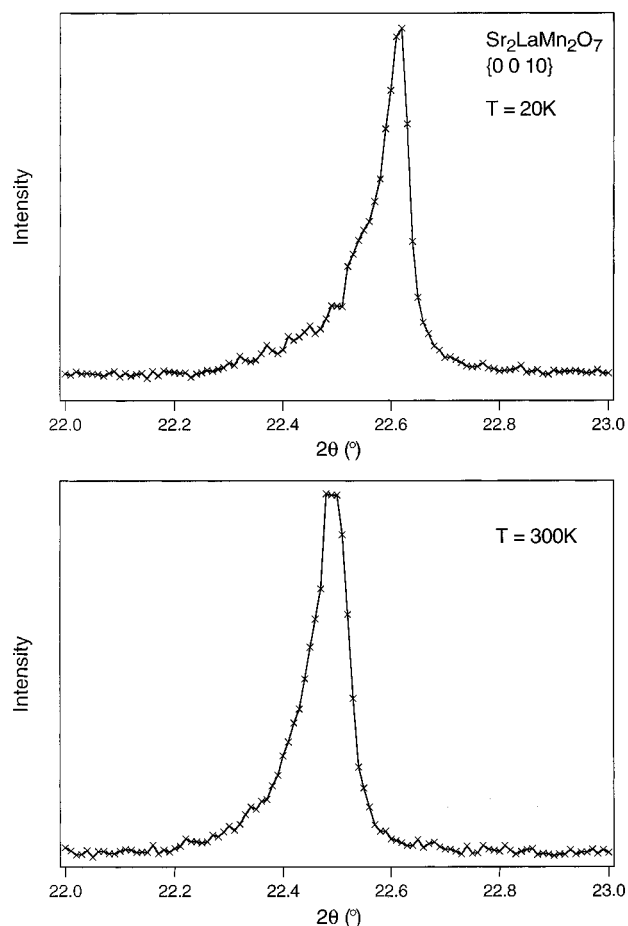 Sr₂LaMn₂O₇
{0 0 10}
T = 20K
Intensity
22.0 22.2 22.4 22.6 22.8 23.0
2θ (°)
T = 300K
Intensity
22.0 22.2 22.4 22.6 22.8 23.0
2θ (°)